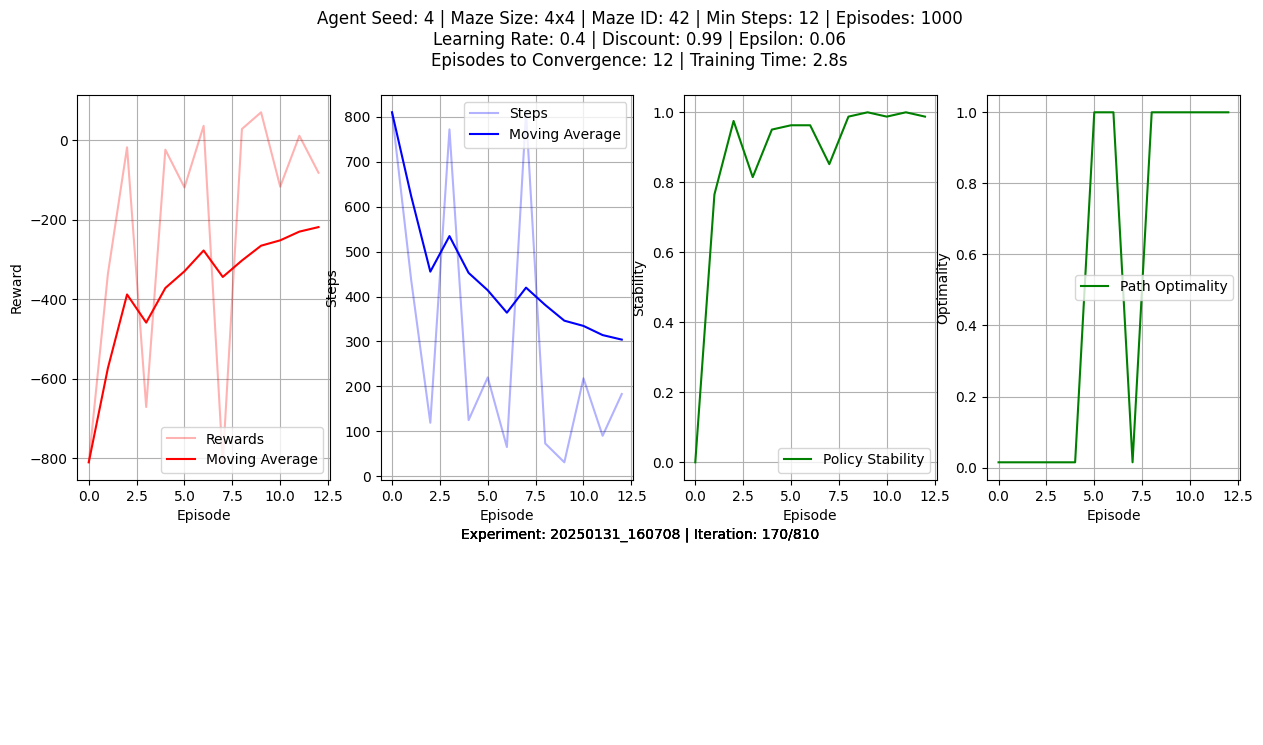 Agent Seed: 4 | Maze Size: 4x4 | Maze ID: 42 | Min Steps: 12 | Episodes: 1000
Learning Rate: 0.4 | Discount: 0.99 | Epsilon: 0.06
Episodes to Convergence: 12 | Training Time: 2.8s
Reward
0
−200
−400
−600
−800
Rewards
Moving Average
0.0 2.5 5.0 7.5 10.0 12.5
Episode
Steps
800
700
600
500
400
300
200
100
0
Steps
Moving Average
0.0 2.5 5.0 7.5 10.0 12.5
Episode
Stability
1.0
0.8
0.6
0.4
0.2
0.0
Policy Stability
0.0 2.5 5.0 7.5 10.0 12.5
Episode
Optimality
1.0
0.8
0.6
0.4
0.2
0.0
Path Optimality
0.0 2.5 5.0 7.5 10.0 12.5
Episode
Experiment: 20250131_160708 | Iteration: 170/810